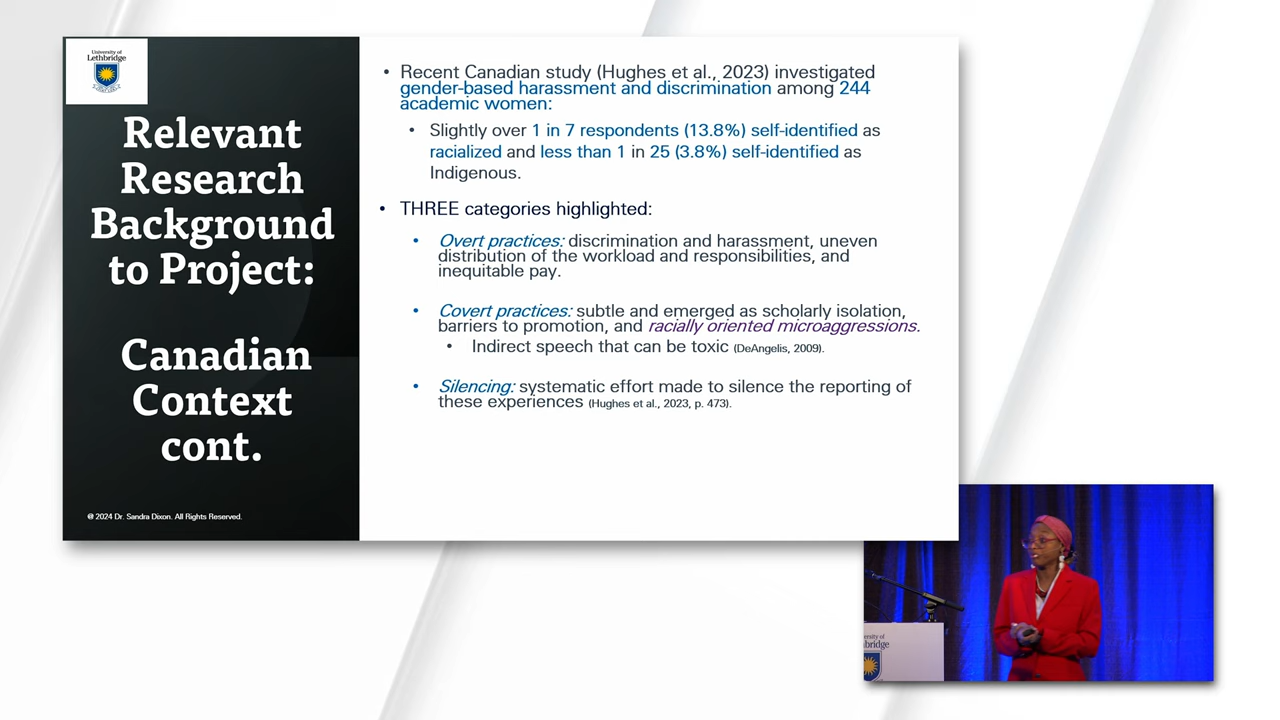 University of
Lethbridge
Relevant
Research
Background
to Project:
Canadian
Context
cont.
@ 2024 Dr. Sandra Dixon. All Rights Reserved.
• Recent Canadian study (Hughes et al., 2023) investigated
gender-based harassment and discrimination among 244
academic women:
• Slightly over 1 in 7 respondents (13.8%) self-identified as
racialized and less than 1 in 25 (3.8%) self-identified as
Indigenous.
• THREE categories highlighted:
• Overt practices: discrimination and harassment, uneven
distribution of the workload and responsibilities, and
inequitable pay.
• Covert practices: subtle and emerged as scholarly isolation,
barriers to promotion, and racially oriented microaggressions.
• Indirect speech that can be toxic (DeAngelis, 2009).
• Silencing: systematic effort made to silence the reporting of
these experiences (Hughes et al., 2023, p. 473).
ersity of
bridge